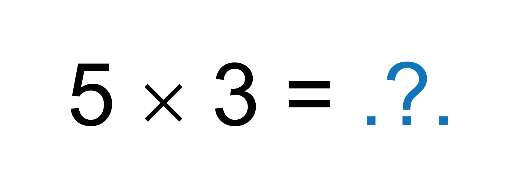 5 × 3 = .?.